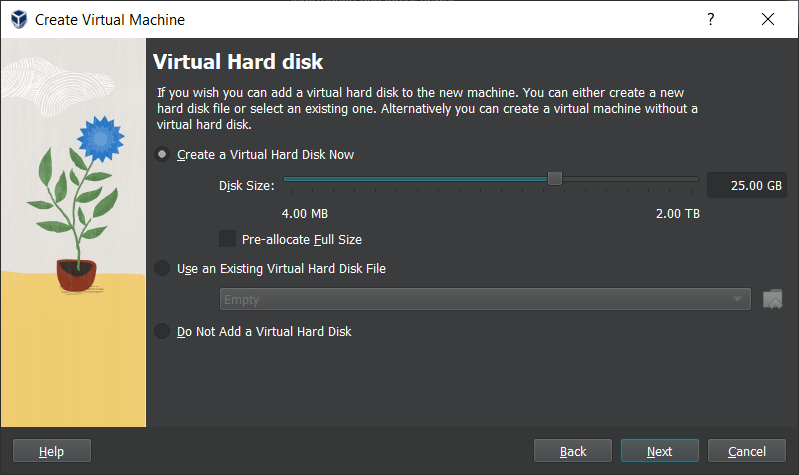 Create Virtual Machine
Virtual Hard disk
If you wish you can add a virtual hard disk to the new machine. You can either create a new
hard disk file or select an existing one. Alternatively you can create a virtual machine without a
virtual hard disk.
Create a Virtual Hard Disk Now
Disk Size:
25.00 GB
4.00 MB
2.00 TB
Pre-allocate Full Size
Use an Existing Virtual Hard Disk File
Empty
Do Not Add a Virtual Hard Disk
Help
Back
Next
Cancel